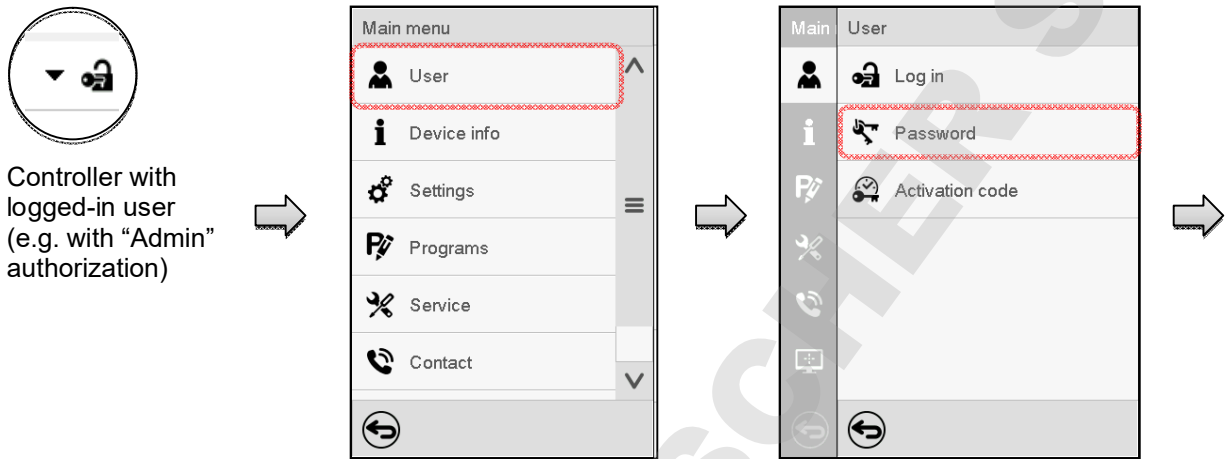 Controller with
logged-in user
(e.g. with “Admin”
authorization)
Main menu
User
Device info
Settings
Programs
Service
Contact
Main
User
Log in
Password
Activation code